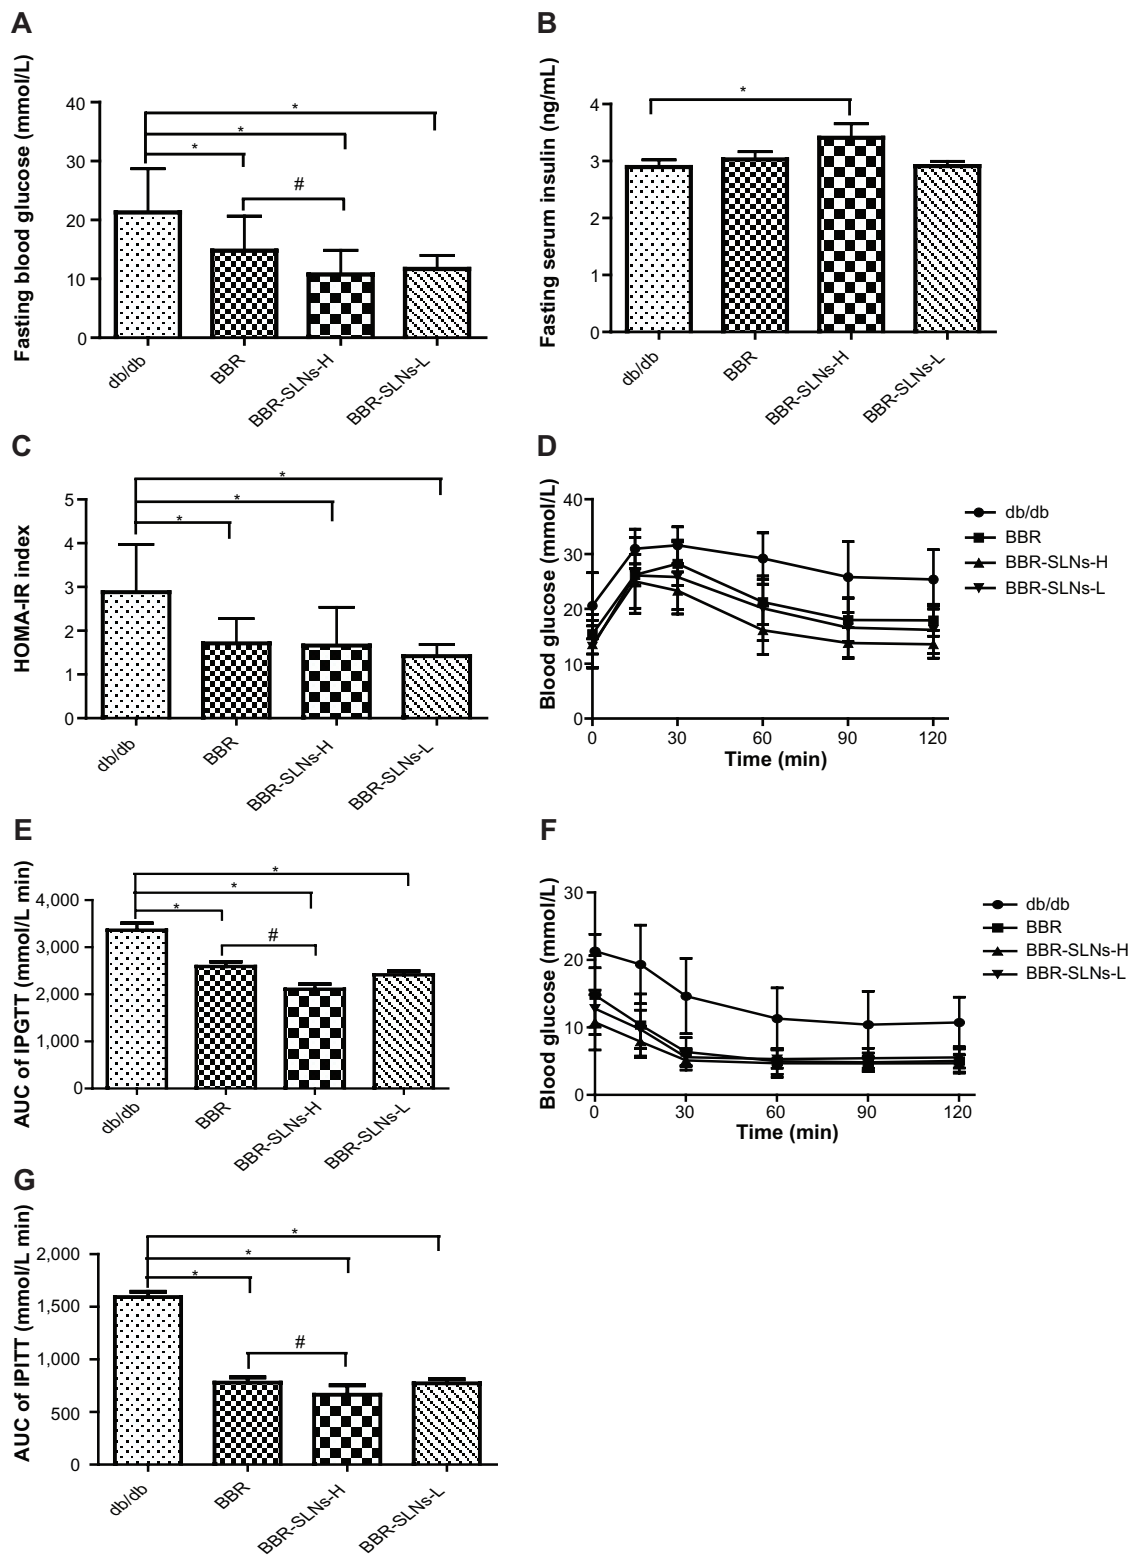 A
Fasting blood glucose (mmol/L)
40
30
20
10
0
*
*
*
#
db/db
BBR
BBR-SLNs-H
BBR-SLNs-L
B
Fasting serum insulin (ng/mL)
4
3
2
1
0
*
db/db
BBR
BBR-SLNs-H
BBR-SLNs-L
C
HOMA-IR index
5
4
3
2
1
0
*
*
*
db/db
BBR
BBR-SLNs-H
BBR-SLNs-L
D
Blood glucose (mmol/L)
40
30
20
10
0
0 30 60 90 120
Time (min)
db/db
BBR
BBR-SLNs-H
BBR-SLNs-L
E
AUC of IPGTT (mmol/L min)
4,000
3,000
2,000
1,000
0
*
*
*
#
db/db
BBR
BBR-SLNs-H
BBR-SLNs-L
F
Blood glucose (mmol/L)
30
20
10
0
0 30 60 90 120
Time (min)
db/db
BBR
BBR-SLNs-H
BBR-SLNs-L
G
AUC of IPITT (mmol/L min)
2,000
1,500
1,000
500
0
*
*
*
#
db/db
BBR
BBR-SLNs-H
BBR-SLNs-L